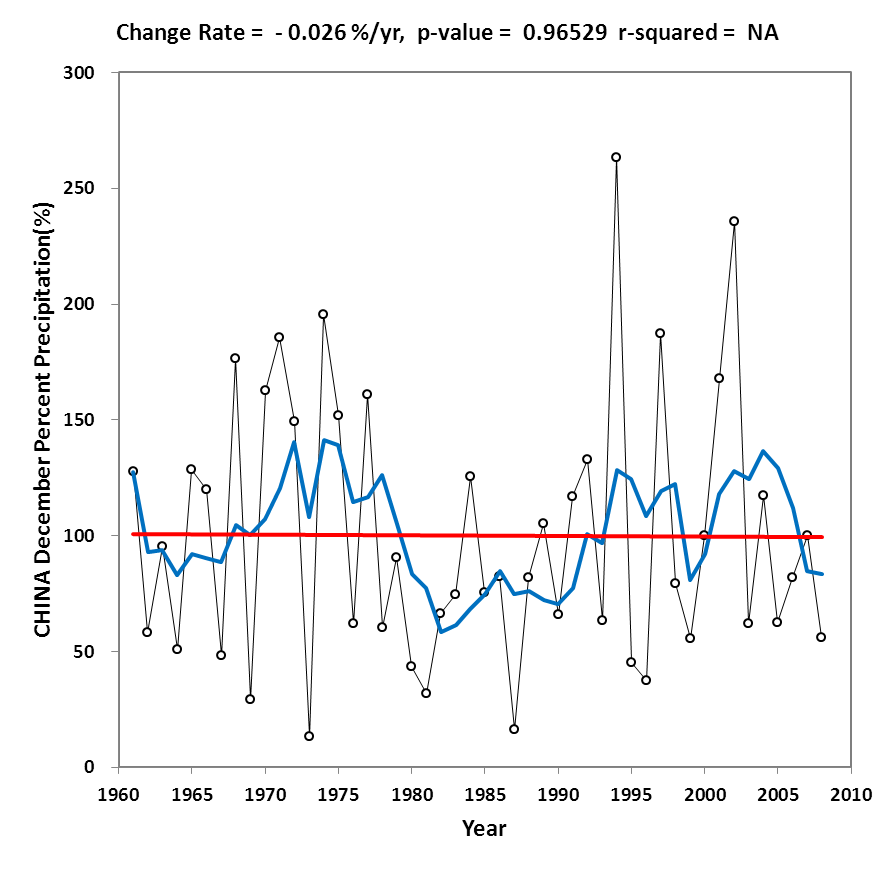 Change Rate = - 0.026 %/yr, p-value = 0.96529 r-squared = NA
300
250
200
150
100
50
0
CHINA December Percent Precipitation(%)
1960 1965 1970 1975 1980 1985 1990 1995 2000 2005 2010
Year